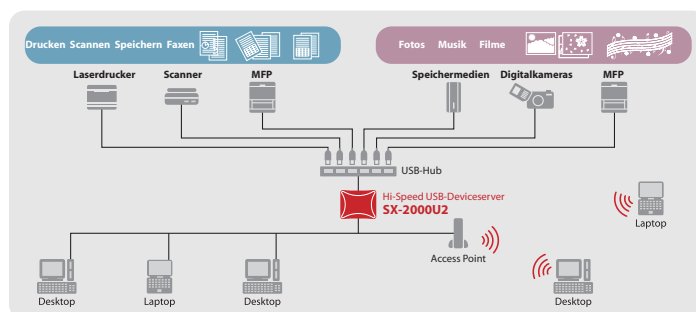 Drucken Scannen Speichern Faxen
Fotos Musik Filme
Laserdrucker Scanner MFP Speichermedien Digitalkameras MFP
USB-Hub
Hi-Speed USB-Deviceserver
SX-2000U2
Laptop
Access Point
Desktop Laptop Desktop Desktop